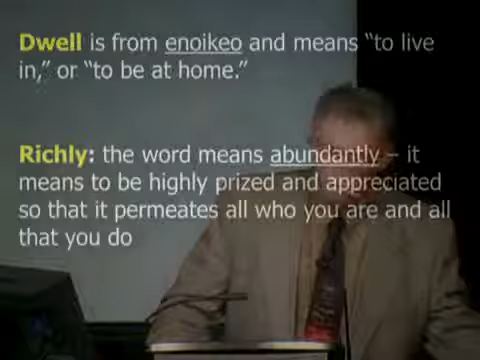 Dwell is from enoikeo and means “to live
in,” or “to be at home.”
Richly: the word means abundantly – it
means to be highly prized and appreciated
so that it permeates all who you are and all
that you do